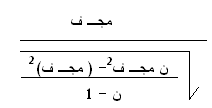 مجـ ف
ن مجـ ف² – ( مجـ ف)²
ن – 1